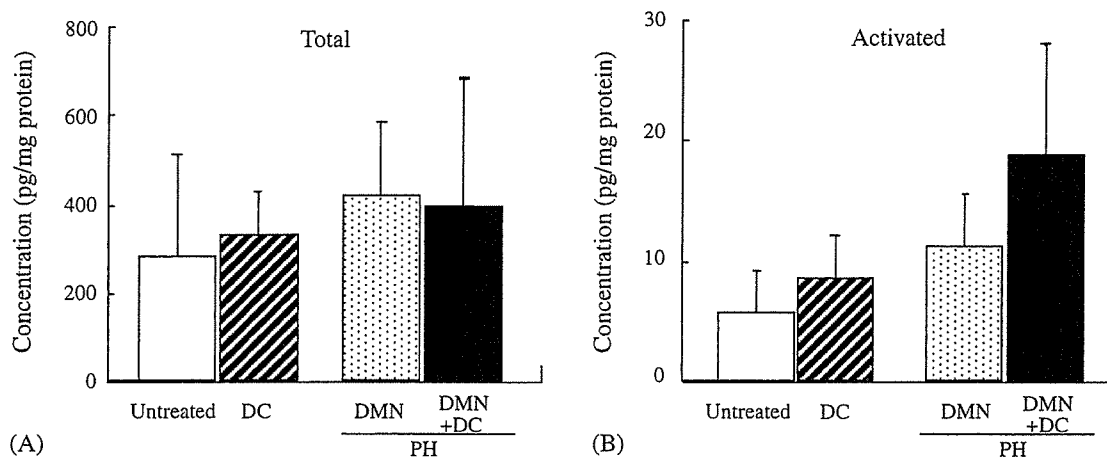 Total
Concentration (pg/mg protein)
800
600
400
200
0
Untreated
DC
DMN
DMN
+DC
PH
(A)
Activated
Concentration (pg/mg protein)
30
20
10
0
Untreated
DC
DMN
DMN
+DC
PH
(B)